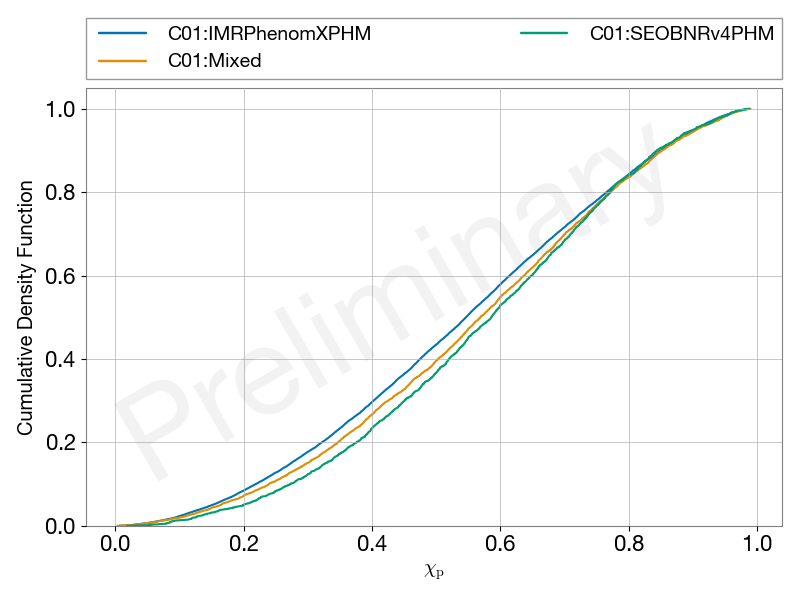 C01:IMRPhenomXPHM
C01:Mixed
C01:SEOBNRv4PHM
Preliminary
Cumulative Density Function
1.0
0.8
0.6
0.4
0.2
0.0
0.0 0.2 0.4 0.6 0.8 1.0
χp